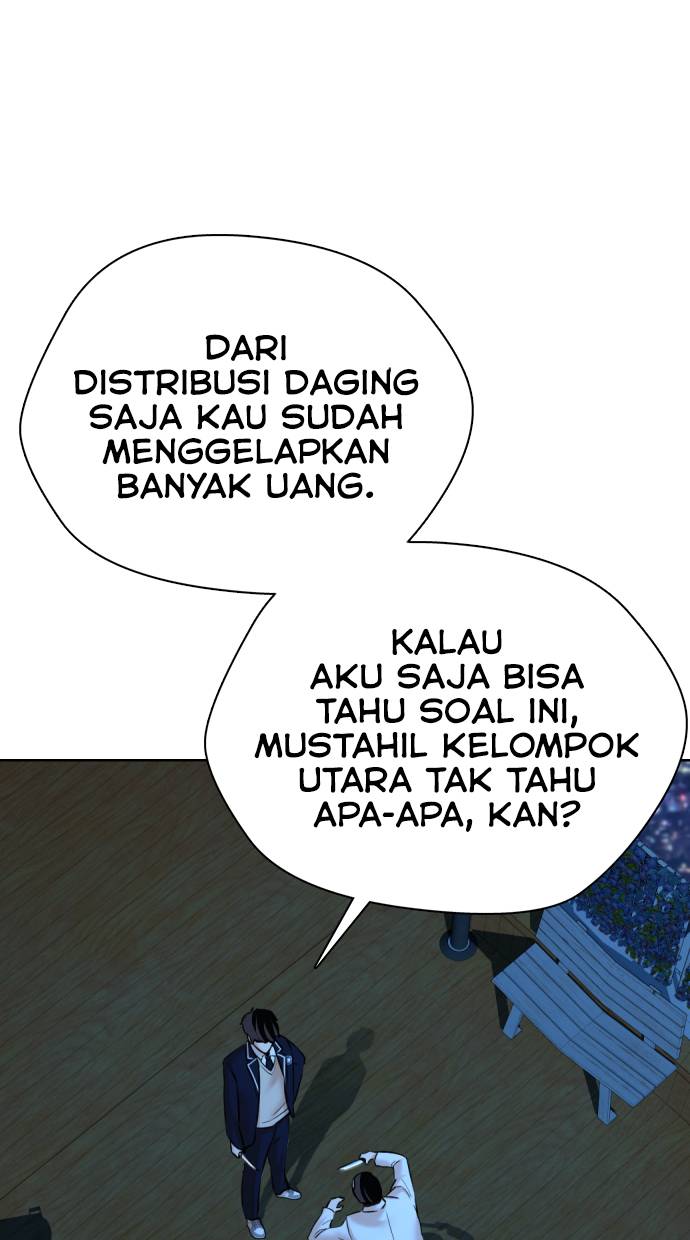 DARI
DISTRIBUSI DAGING
SAJA KAU SUDAH
MENGGELAPKAN
BANYAK UANG.
KALAU
AKU SAJA BISA
TAHU SOAL INI,
MUSTAHIL KELOMPOK
UTARA TAK TAHU
APA-APA, KAN?